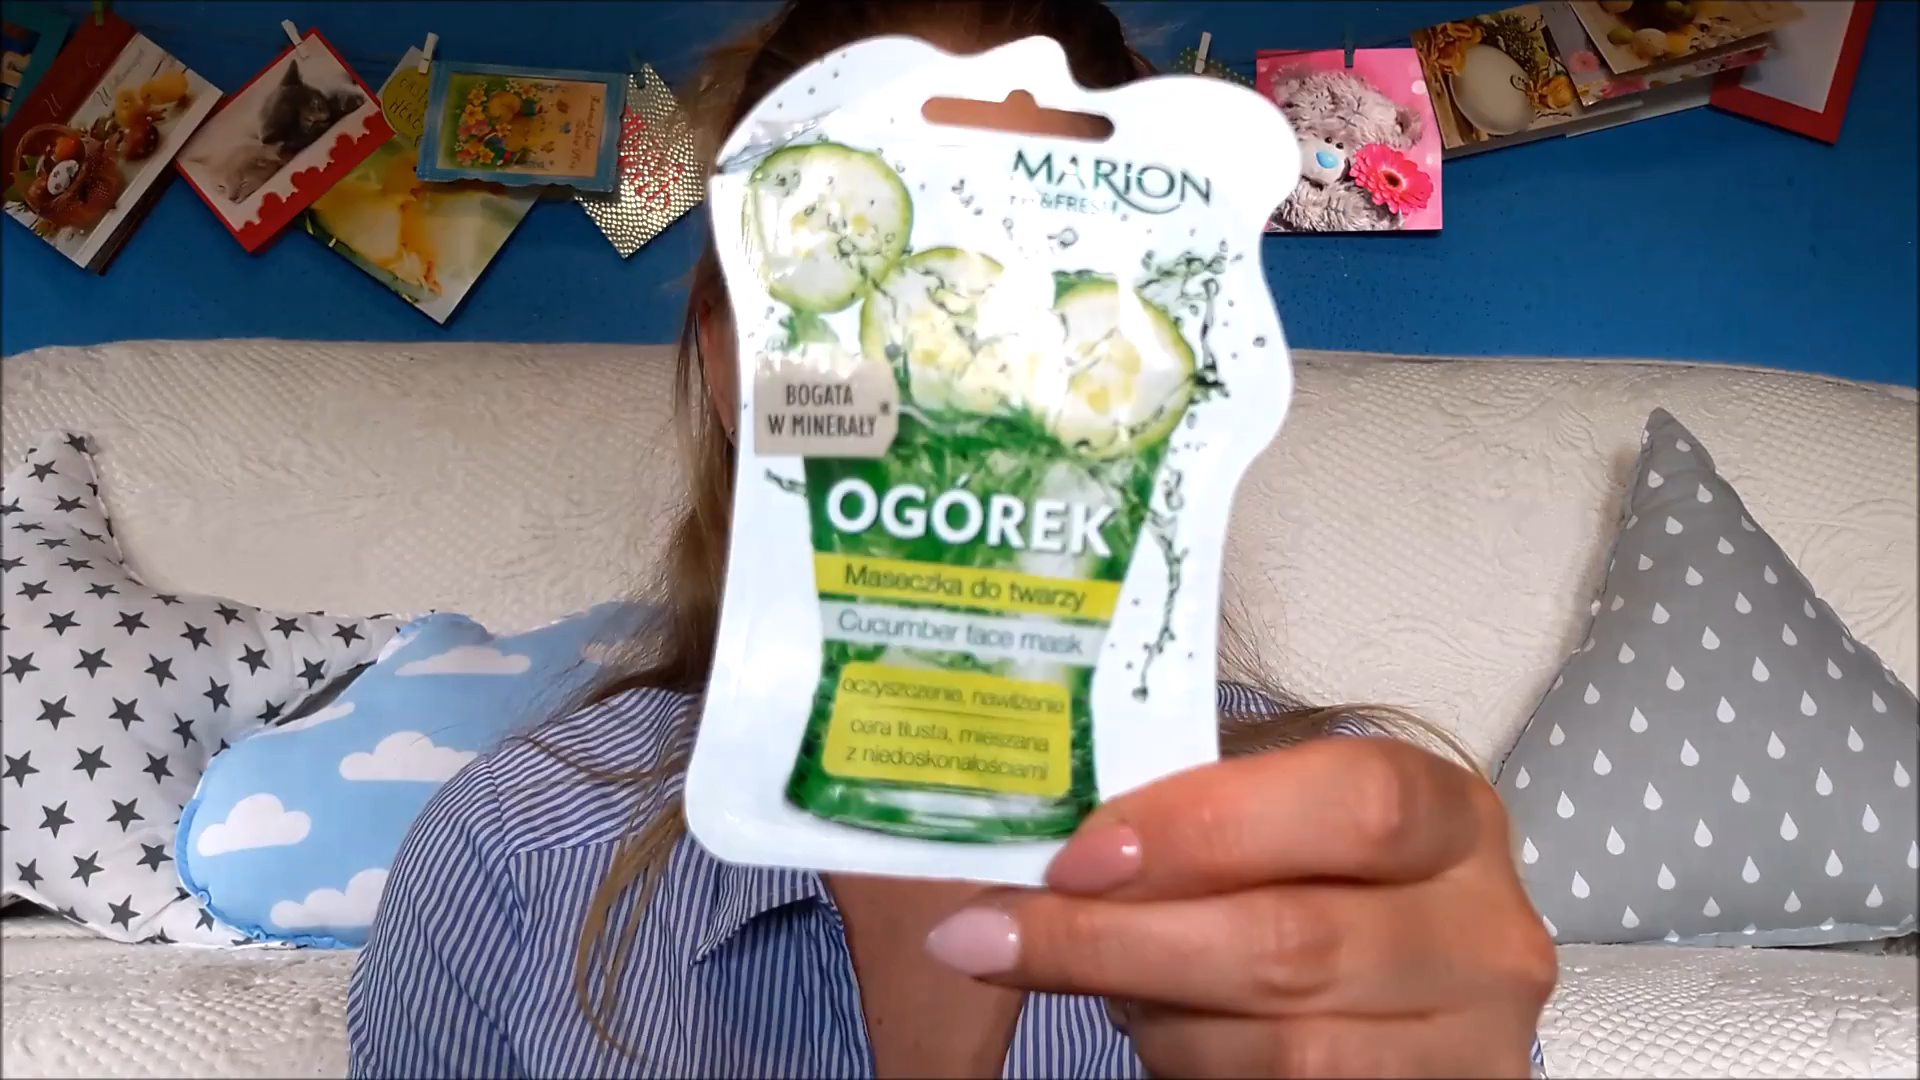 MARION
BOGATA
W MINERAŁY*
OGÓREK
Maseczka do twarzy
Cucumber face mask
oczyszczenie, nawilżenie
cera tłusta, mieszana
z niedoskonałościami